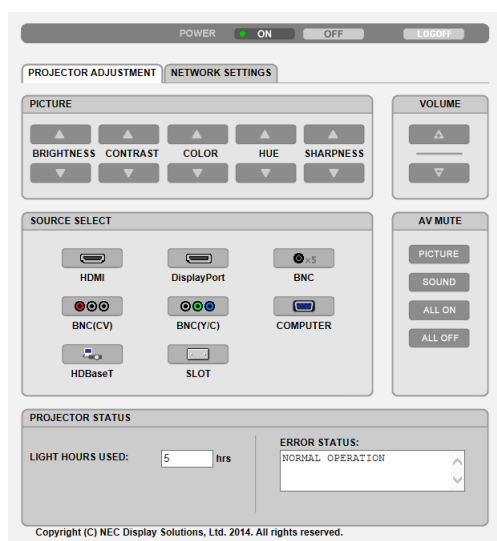 POWER ON OFF LOGOFF
PROJECTOR ADJUSTMENT NETWORK SETTINGS
PICTURE
BRIGHTNESS CONTRAST COLOR HUE SHARPNESS
VOLUME
SOURCE SELECT
HDMI DisplayPort ×5 BNC
BNC(CV) BNC(Y/C) COMPUTER
HDBaseT SLOT
AV MUTE
PICTURE
SOUND
ALL ON
ALL OFF
PROJECTOR STATUS
LIGHT HOURS USED: 5 hrs
ERROR STATUS:
NORMAL OPERATION
Copyright (C) NEC Display Solutions, Ltd. 2014. All rights reserved.